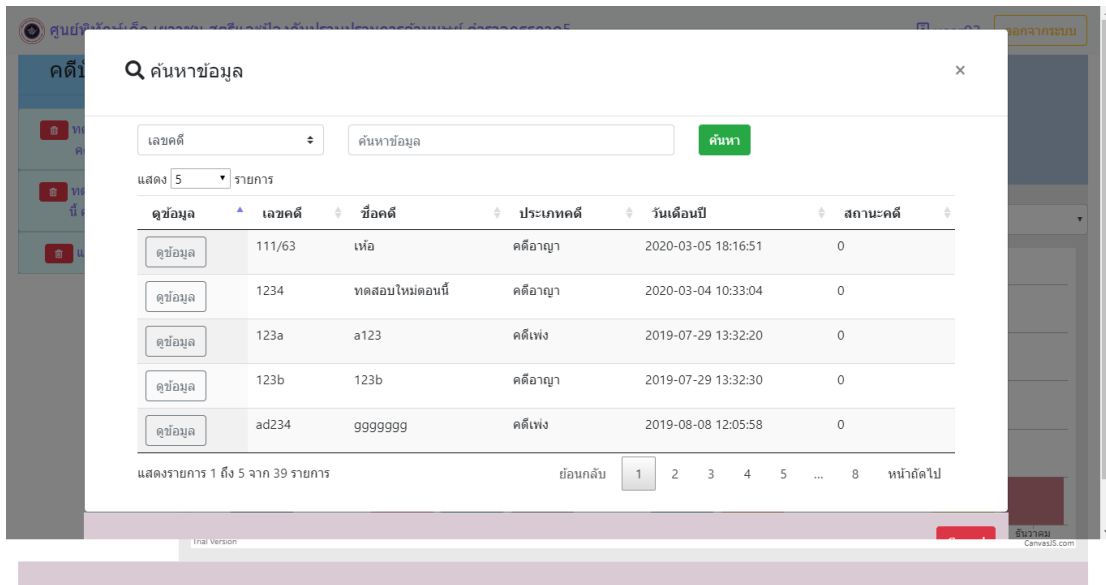 ค้นหาข้อมูล
×
เลขคดี
ค้นหาข้อมูล
ค้นหา
แสดง 5 รายการ
ดูข้อมูล เลขคดี ชื่อคดี ประเภทคดี วันเดือนปี สถานะคดี
ดูข้อมูล 111/63 เห้อ คดีอาญา 2020-03-05 18:16:51 0
ดูข้อมูล 1234 ทดสอบใหม่ตอนนี้ คดีอาญา 2020-03-04 10:33:04 0
ดูข้อมูล 123a a123 คดีเพ่ง 2019-07-29 13:32:20 0
ดูข้อมูล 123b 123b คดีอาญา 2019-07-29 13:32:30 0
ดูข้อมูล ad234 ggggggg คดีเพ่ง 2019-08-08 12:05:58 0
แสดงรายการ 1 ถึง 5 จาก 39 รายการ
ย้อนกลับ 1 2 3 4 5 ... 8 หน้าถัดไป
ธันวาคม
Trial Version
CanvasJS.com